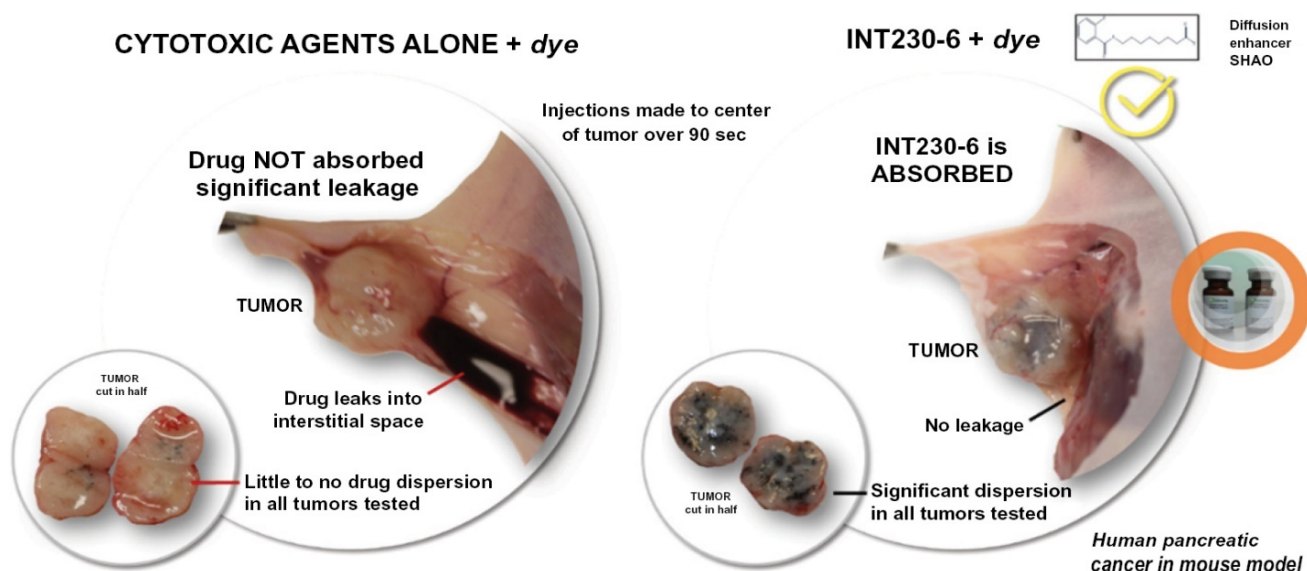 CYTOTOXIC AGENTS ALONE + dye
INT230-6 + dye
Diffusion
enhancer
SHAO
Injections made to center
of tumor over 90 sec
Drug NOT absorbed
significant leakage
TUMOR
Drug leaks into
interstitial space
TUMOR
cut in half
Little to no drug dispersion
in all tumors tested
INT230-6 is
ABSORBED
TUMOR
No leakage
TUMOR
cut in half
Significant dispersion
in all tumors tested
Human pancreatic
cancer in mouse model